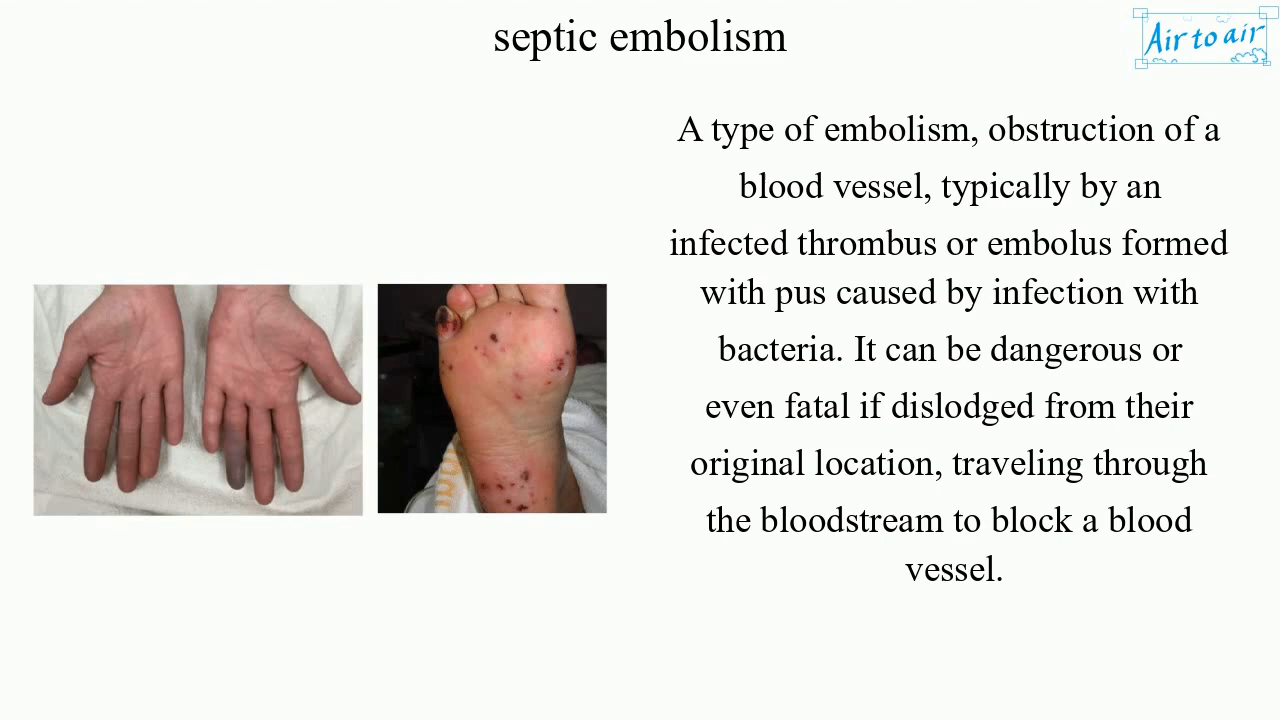 septic embolism
Air to air
A type of embolism, obstruction of a
blood vessel, typically by an
infected thrombus or embolus formed
with pus caused by infection with
bacteria. It can be dangerous or
even fatal if dislodged from their
original location, traveling through
the bloodstream to block a blood
vessel.